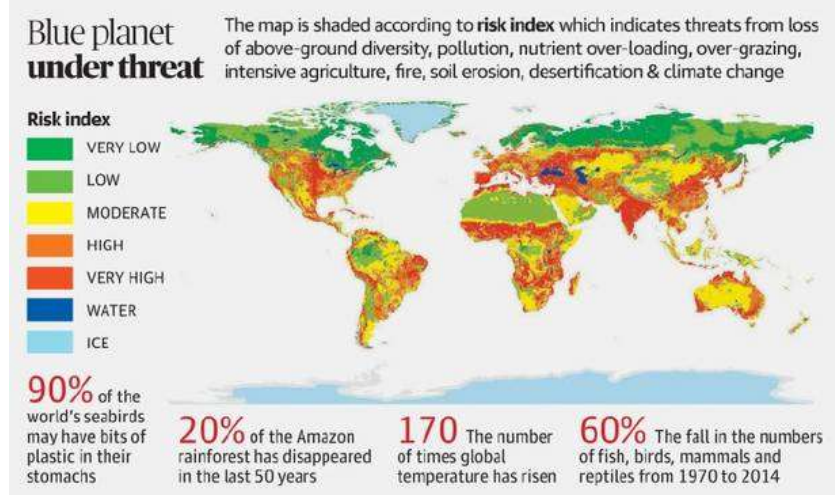 Blue planet
under threat
The map is shaded according to risk index which indicates threats from loss
of above-ground diversity, pollution, nutrient over-loading, over-grazing,
intensive agriculture, fire, soil erosion, desertification & climate change
Risk index
VERY LOW
LOW
MODERATE
HIGH
VERY HIGH
WATER
ICE
90% of the
world's seabirds
may have bits of
plastic in their
stomachs
20% of the Amazon
rainforest has disappeared
in the last 50 years
170 The number
of times global
temperature has risen
60% The fall in the numbers
of fish, birds, mammals and
reptiles from 1970 to 2014